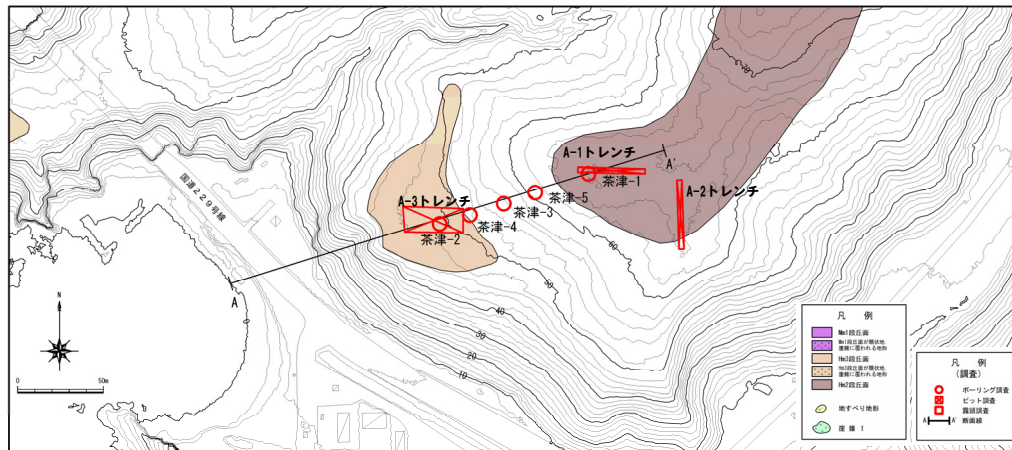 70
A-1トレンチ
A'
茶津-1
A-2トレンチ
茶津-5
茶津-3
A-3トレンチ
茶津-4
茶津-2
国道229号線
60
50
40
30
20
10
0
A
N
0 50m
凡 例
Mm1段丘面
Hm3段丘面
Hm2段丘面
地すべり地形
崖錐 Ⅰ
凡 例
(調査)
ボーリング調査
ピット調査
露頭調査
A A' 断面線